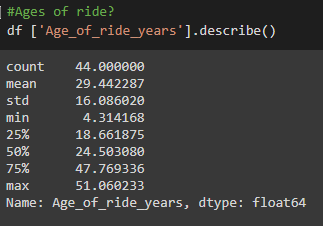 #Ages of ride?
df ['Age_of_ride_years'].describe()
count    44.000000
mean     29.442287
std      16.086020
min       4.314168
25%      18.661875
50%      24.503080
75%      47.769336
max      51.060233
Name: Age_of_ride_years, dtype: float64